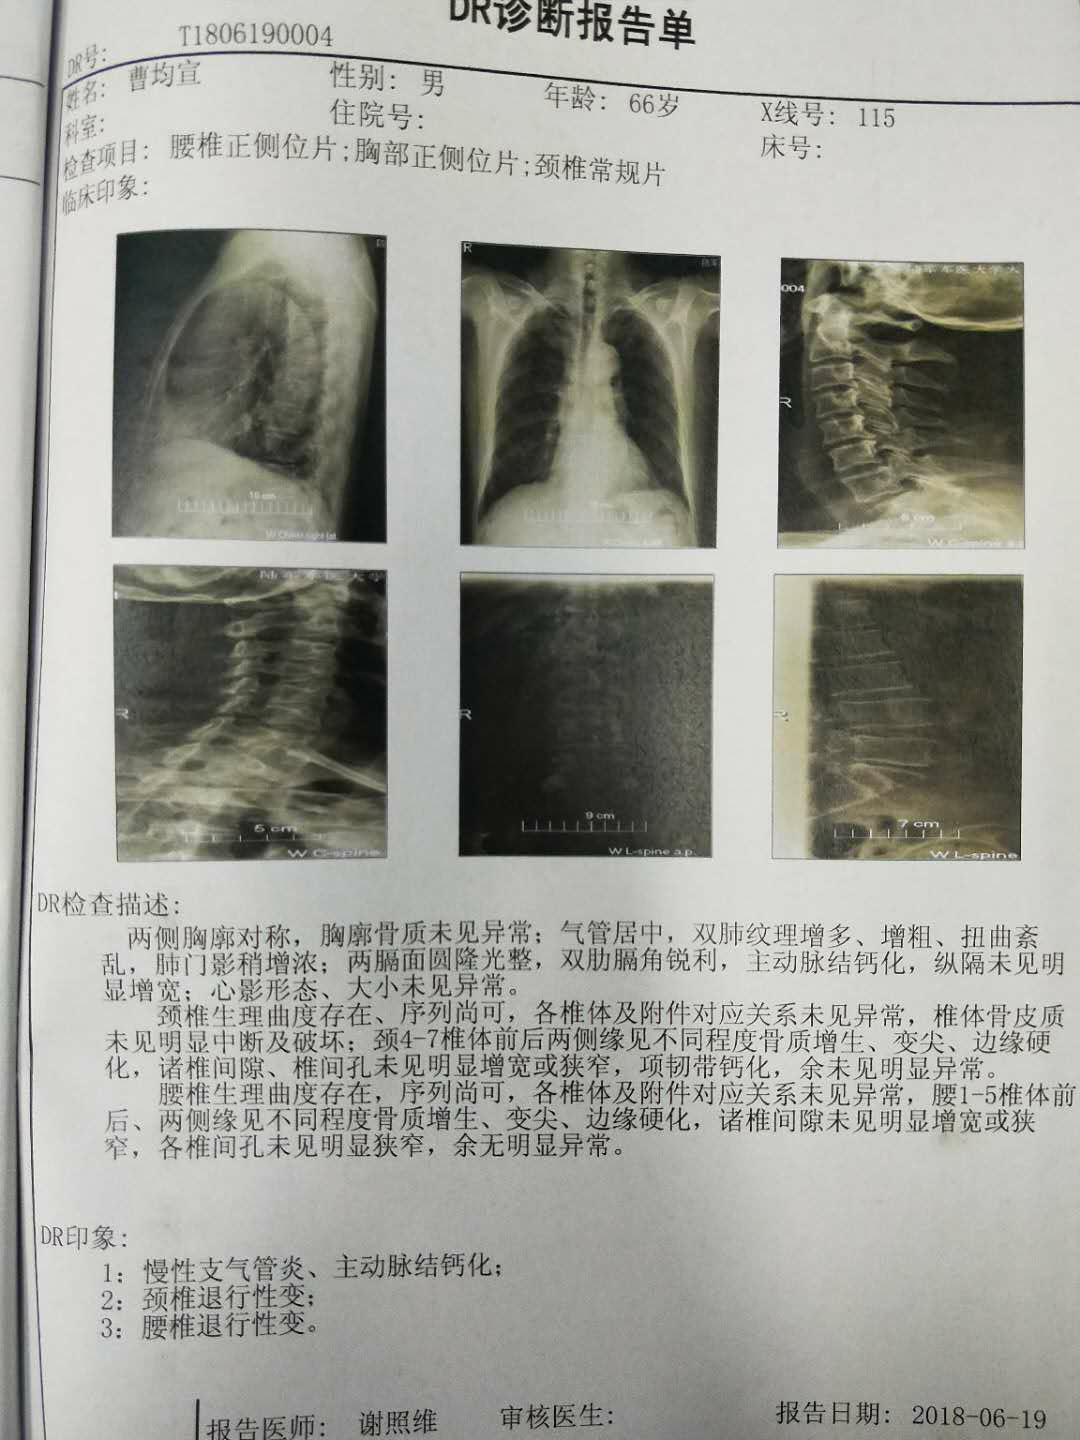 DR诊断报告单
DR号: T1806190004
姓名: 曹均宣 性别: 男 年龄: 66岁 X线号: 115
科室: 住院号: 床号:
检查项目: 腰椎正侧位片;胸部正侧位片;颈椎常规片
临床印象:
R
004
陆军军医大学大
R
10 cm
W Chest right lat.
6 cm
W C-spine
陆军军医大学
R
5 cm
W C-spine
R
9 cm
W L-spine a.p.
R
7 cm
W L-spine
DR检查描述:
两侧胸廓对称，胸廓骨质未见异常；气管居中，双肺纹理增多、增粗、扭曲紊
乱，肺门影稍增浓；两膈面圆隆光整，双肋膈角锐利，主动脉结钙化，纵隔未见明
显增宽；心影形态、大小未见异常。
颈椎生理曲度存在、序列尚可，各椎体及附件对应关系未见异常，椎体骨皮质
未见明显中断及破坏；颈4-7椎体前后两侧缘见不同程度骨质增生、变尖、边缘硬
化，诸椎间隙、椎间孔未见明显增宽或狭窄，项韧带钙化，余未见明显异常。
腰椎生理曲度存在，序列尚可，各椎体及附件对应关系未见异常，腰1-5椎体前
后、两侧缘见不同程度骨质增生、变尖、边缘硬化，诸椎间隙未见明显增宽或狭
窄，各椎间孔未见明显狭窄，余无明显异常。
DR印象:
1: 慢性支气管炎、主动脉结钙化；
2: 颈椎退行性变；
3: 腰椎退行性变。
报告医师: 谢照维 审核医生: 报告日期: 2018-06-19